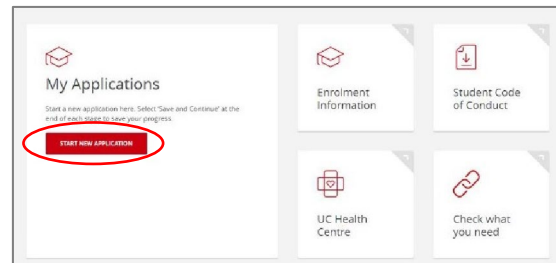 My Applications
Start a new application here. Select 'Save and Continue' at the
end of each stage to save your progress
START NEW APPLICATION
Enrolment
Information
Student Code
of Conduct
UC Health
Centre
Check what
you need